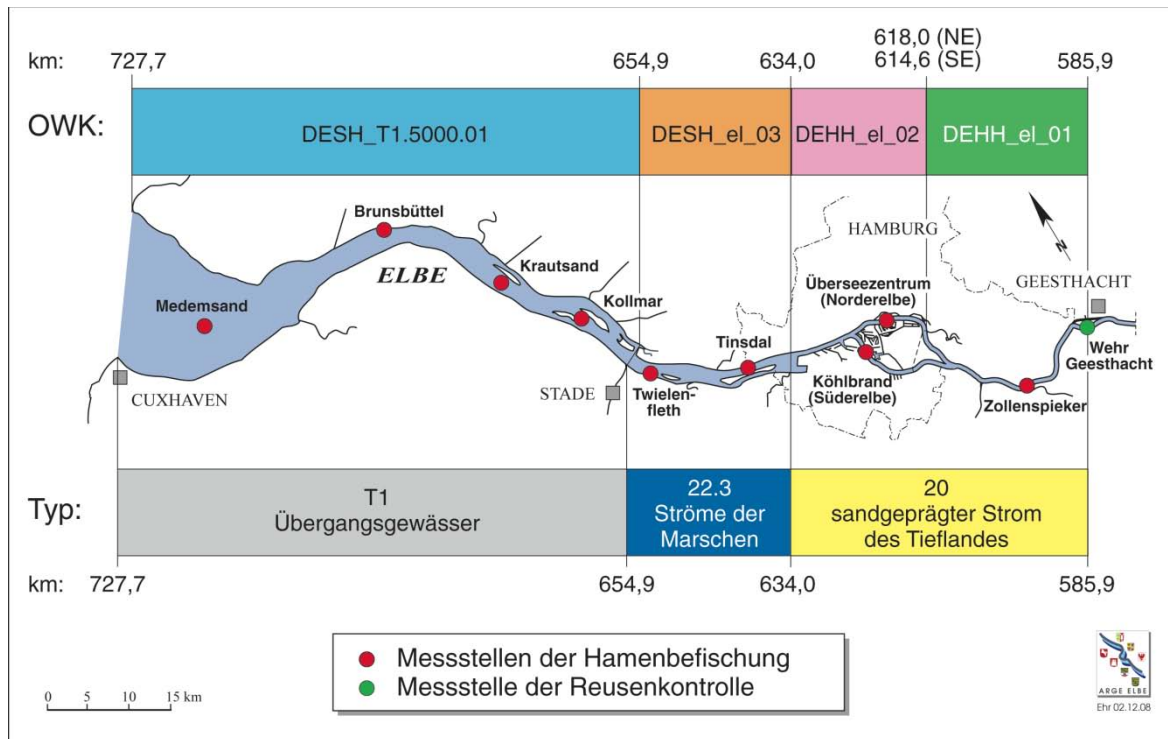 618,0 (NE)
km: 727,7 654,9 634,0 614,6 (SE) 585,9
OWK: DESH_T1.5000.01 DESH_el_03 DEHH_el_02 DEHH_el_01
Brunsbüttel
HAMBURG
N
ELBE
Krautsand
GEESTHACHT
Überseezentrum
(Norderelbe)
Medemsand
Kollmar
Tinsdal
Wehr
Geesthacht
CUXHAVEN
STADE
Twielen-
fleth
Köhlbrand
(Süderelbe)
Zollenspieker
Typ:
T1
Übergangsgewässer
22.3
Ströme der
Marschen
20
sandgeprägter Strom
des Tieflandes
km: 727,7 654,9 634,0 585,9
Messstellen der Hamenbefischung
Messstelle der Reusenkontrolle
0 5 10 15 km
ARGE ELBE
Ehr 02.12.08